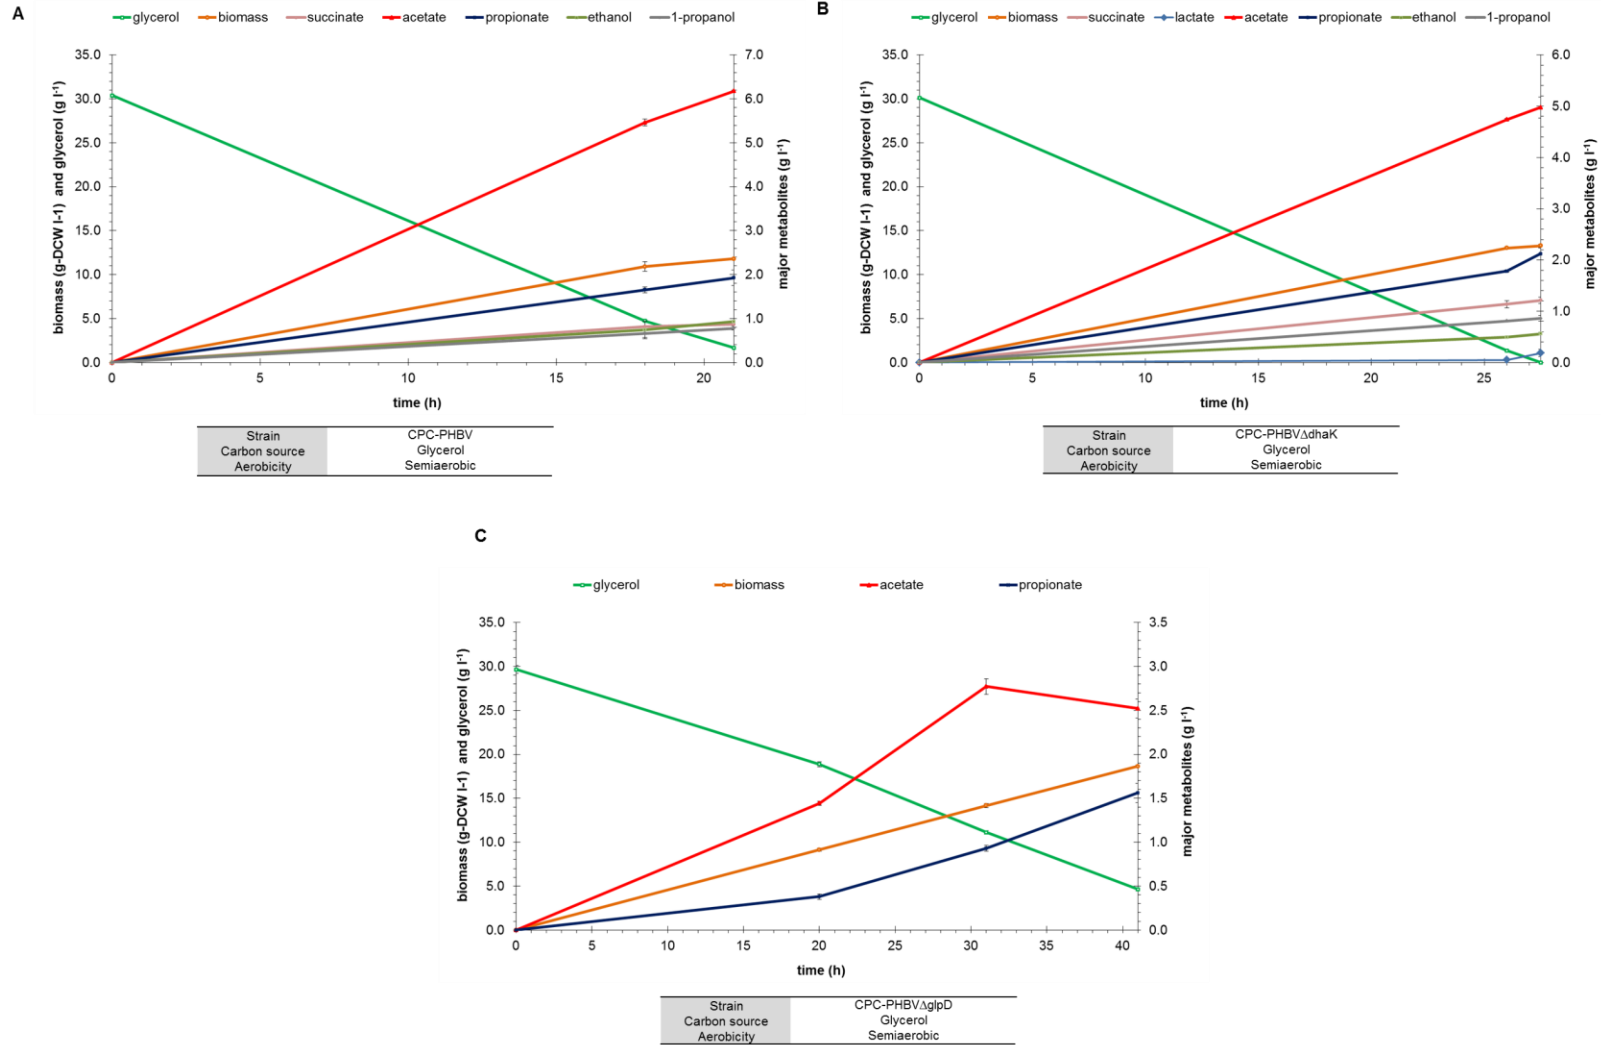 A
glycerol biomass succinate acetate propionate ethanol 1-propanol
35.0
30.0
25.0
20.0
15.0
10.0
5.0
0.0
biomass (g-DCW l-1) and glycerol (g l-1)
7.0
6.0
5.0
4.0
3.0
2.0
1.0
0.0
major metabolites (g l-1)
0 5 10 15 20
time (h)
Strain CPC-PHBV
Carbon source Glycerol
Aerobicity Semiaerobic
B
glycerol biomass succinate lactate acetate propionate ethanol 1-propanol
35.0
30.0
25.0
20.0
15.0
10.0
5.0
0.0
biomass (g-DCW l-1) and glycerol (g l-1)
6.0
5.0
4.0
3.0
2.0
1.0
0.0
major metabolites (g l-1)
0 5 10 15 20 25
time (h)
Strain CPC-PHBVΔdhaK
Carbon source Glycerol
Aerobicity Semiaerobic
C
glycerol biomass acetate propionate
35.0
30.0
25.0
20.0
15.0
10.0
5.0
0.0
biomass (g-DCW l-1) and glycerol (g l-1)
3.5
3.0
2.5
2.0
1.5
1.0
0.5
0.0
major metabolites (g l-1)
0 5 10 15 20 25 30 35 40
time (h)
Strain CPC-PHBVΔglpD
Carbon source Glycerol
Aerobicity Semiaerobic